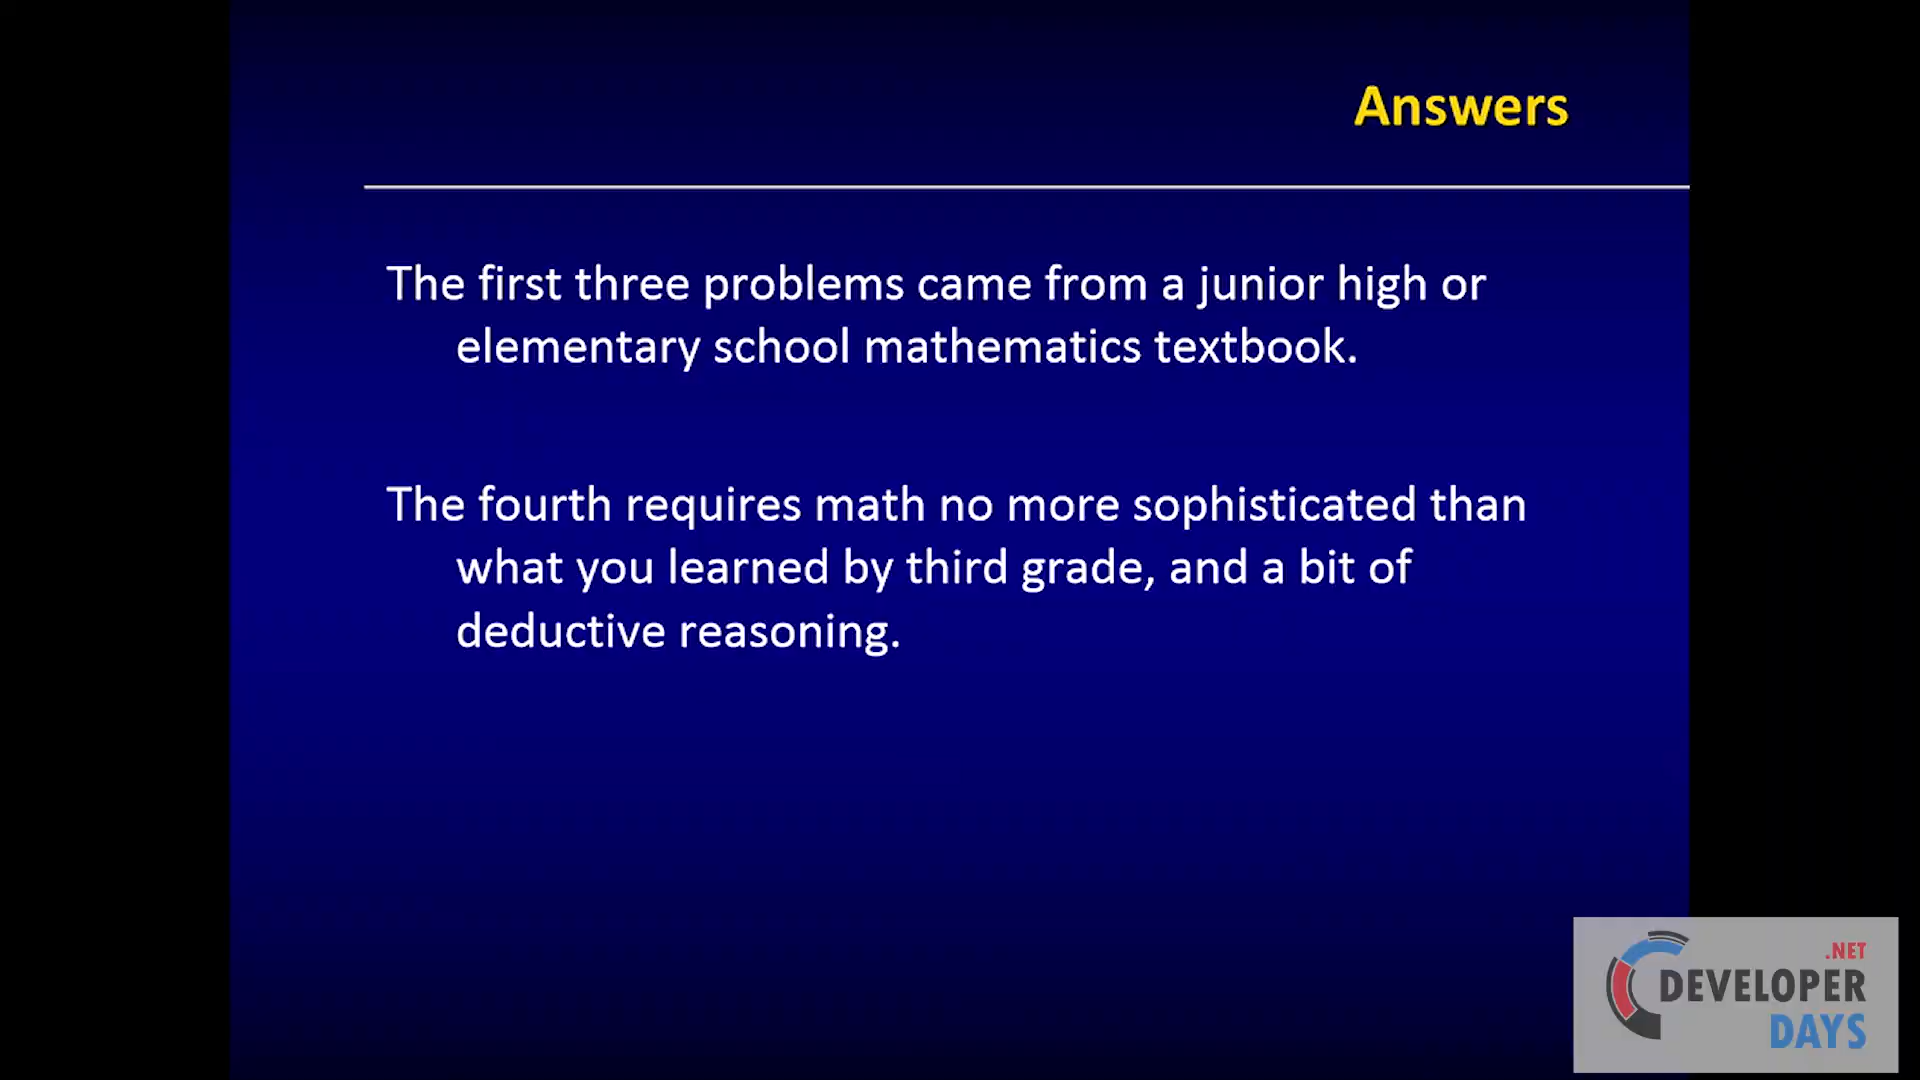 Answers
The first three problems came from a junior high or
elementary school mathematics textbook.
The fourth requires math no more sophisticated than
what you learned by third grade, and a bit of
deductive reasoning.
.NET
DEVELOPER
DAYS